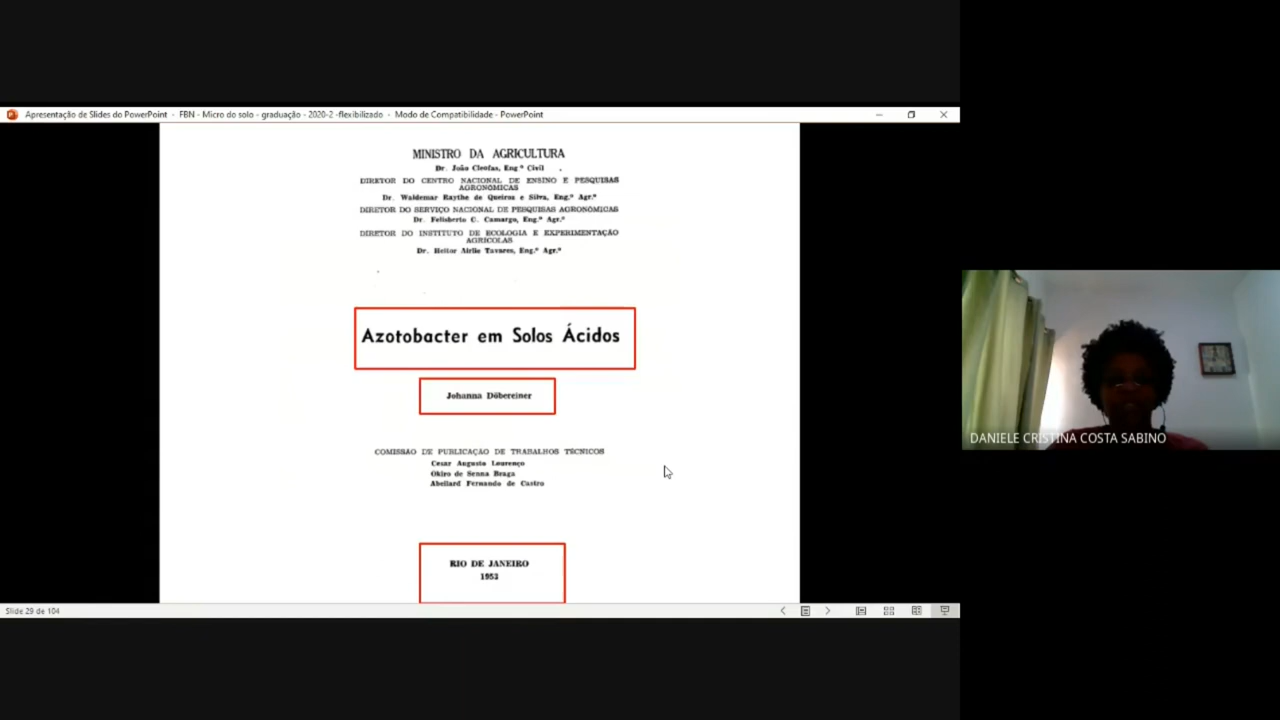 Apresentação de Slides do PowerPoint - FBN - Micro do solo - graduação - 2020-2 -flexibilizado - Modo de Compatibilidade - PowerPoint
MINISTRO DA AGRICULTURA
Dr. João Cleofas, Eng.º Civil
DIRETOR DO CENTRO NACIONAL DE ENSINO E PESQUISAS
AGRONÔMICAS
Dr. Waldemar Raythe de Queiros e Silva, Eng.º Agr.º
DIRETOR DO SERVIÇO NACIONAL DE PESQUISAS AGRONÔMICAS
Dr. Felisberto C. Camargo, Eng.º Agr.º
DIRETOR DO INSTITUTO DE ECOLOGIA E EXPERIMENTAÇÃO
AGRÍCOLAS
Dr. Heitor Airlie Tavares, Eng.º Agr.º
Azotobacter em Solos Ácidos
Johanna Döbereiner
COMISSÃO DE PUBLICAÇÃO DE TRABALHOS TÉCNICOS
Cesar Augusto Lourenço
Okiro de Senna Braga
Abeilard Fernando de Castro
RIO DE JANEIRO
1953
Slide 29 de 104
DANIELE CRISTINA COSTA SABINO